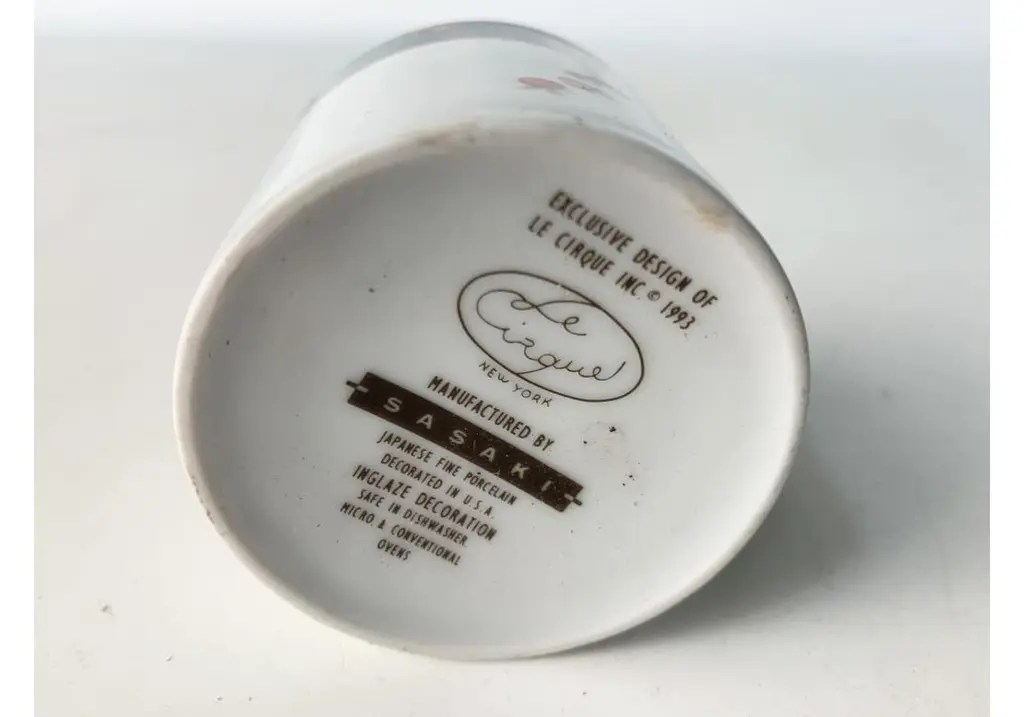 EXCLUSIVE DESIGN OF
LE CIRQUE INC. © 1993
Le
Cirque
NEW YORK
MANUFACTURED BY
SASAKI
JAPANESE FINE PORCELAIN
DECORATED IN U.S.A.
INGLAZE DECORATION
SAFE IN DISHWASHER
MICRO. & CONVENTIONAL
OVENS